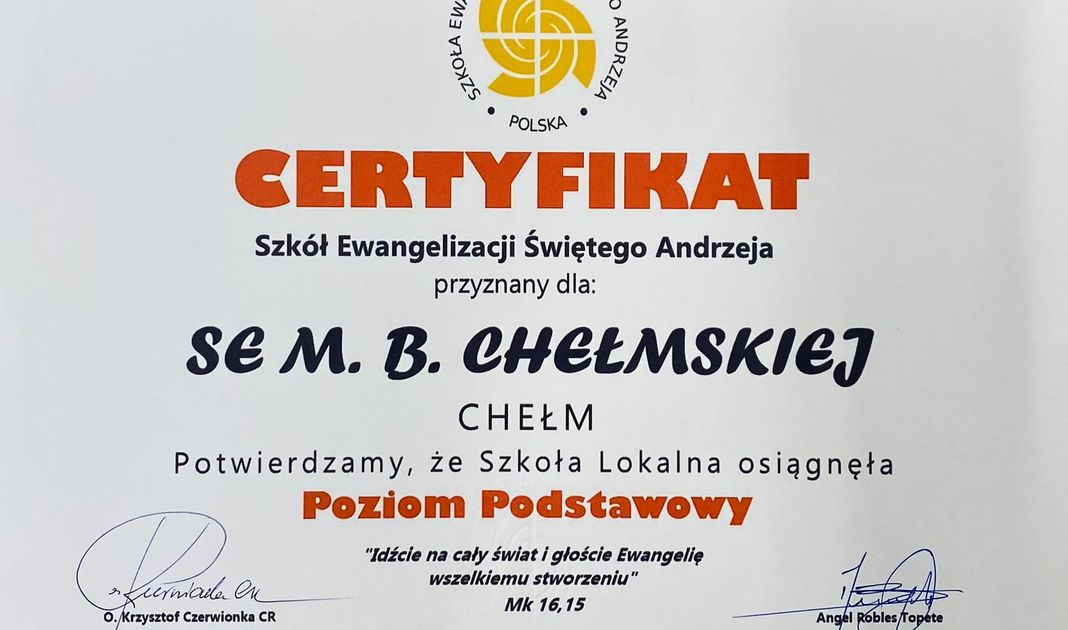 SZKOŁA EWA
O ANDRZEJA
• POLSKA •
CERTYFIKAT
Szkół Ewangelizacji Świętego Andrzeja
przyznany dla:
SE M. B. CHEŁMSKIEJ
CHEŁM
Potwierdzamy, że Szkoła Lokalna osiągnęła
Poziom Podstawowy
"Idźcie na cały świat i głoście Ewangelię
wszelkiemu stworzeniu"
Mk 16,15
O. Krzysztof Czerwionka CR
Angel Robles Topete